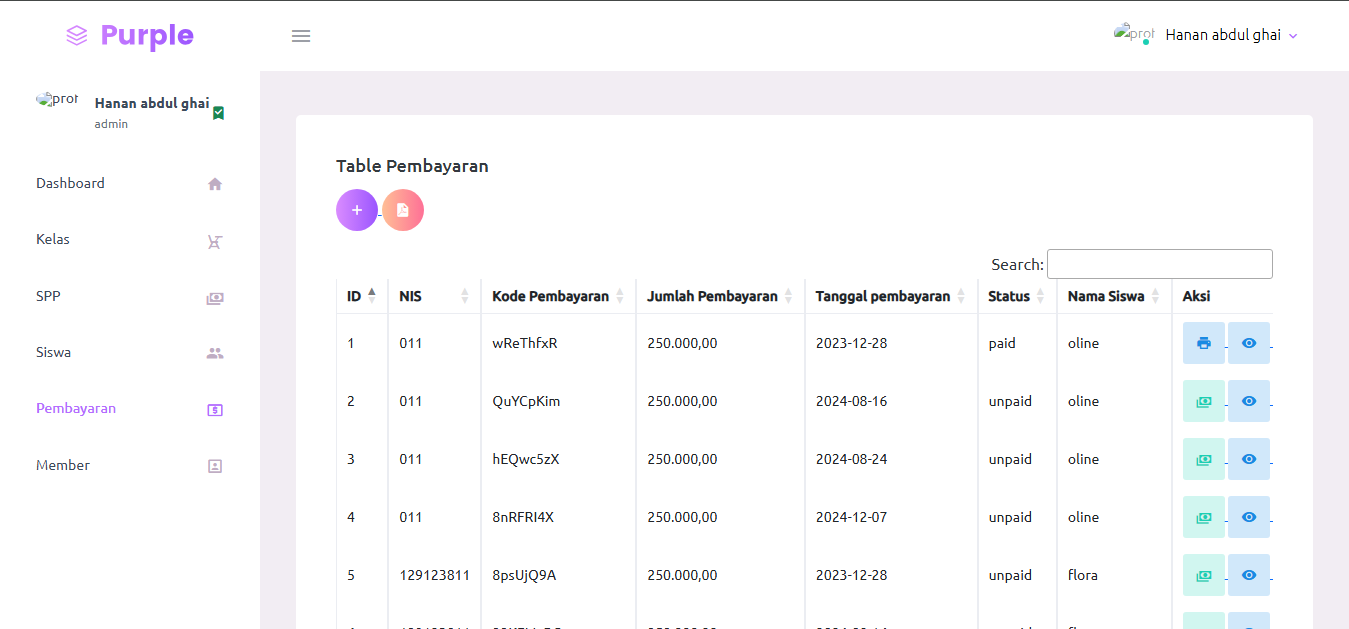 Purple
prof
Hanan abdul ghai
prof
Hanan abdul ghai
admin
Dashboard
Kelas
SPP
Siswa
Pembayaran
Member
Table Pembayaran
+
Search:
ID NIS Kode Pembayaran Jumlah Pembayaran Tanggal pembayaran Status Nama Siswa Aksi
1 011 wReThfxR 250.000,00 2023-12-28 paid oline
2 011 QuYCpKim 250.000,00 2024-08-16 unpaid oline
3 011 hEQwc5zX 250.000,00 2024-08-24 unpaid oline
4 011 8nRFRI4X 250.000,00 2024-12-07 unpaid oline
5 129123811 8psUjQ9A 250.000,00 2023-12-28 unpaid flora